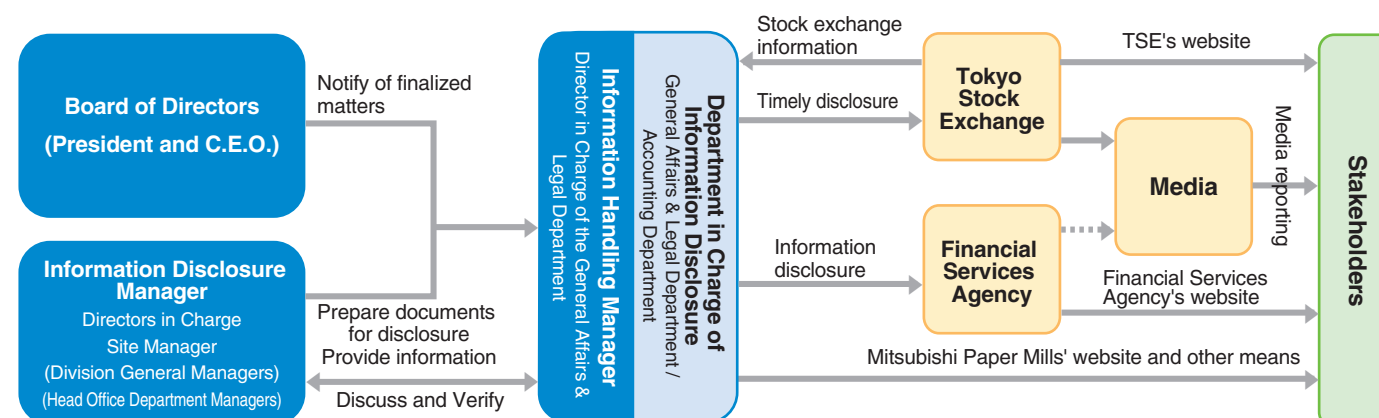 Board of Directors
(President and C.E.O.)
Information Disclosure
Manager
Directors in Charge
Site Manager
(Division General Managers)
(Head Office Department Managers)
Notify of finalized
matters
Prepare documents
for disclosure
Provide information
Discuss and Verify
Information Handling Manager
Director in Charge of the General Affairs &
Legal Department
Department in Charge of
Information Disclosure
General Affairs & Legal Department /
Accounting Department
Stock exchange
information
Timely disclosure
Information
disclosure
Tokyo
Stock
Exchange
Financial
Services
Agency
TSE's website
Media
Media reporting
Financial Services
Agency's website
Mitsubishi Paper Mills' website and other means
Stakeholders